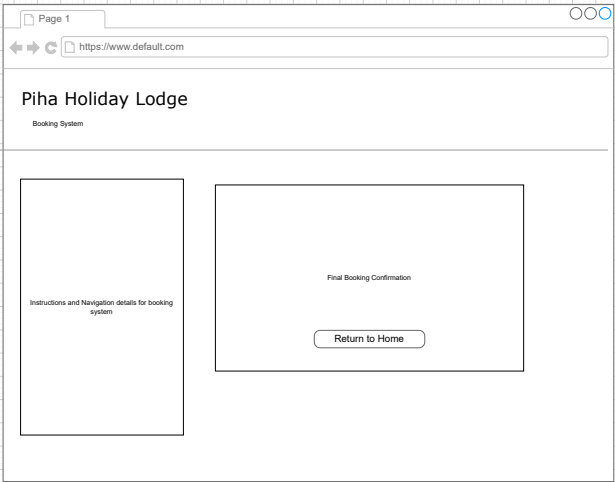 Page 1
https://www.default.com
Piha Holiday Lodge
Booking System
Instructions and Navigation details for booking
system
Final Booking Confirmation
Return to Home